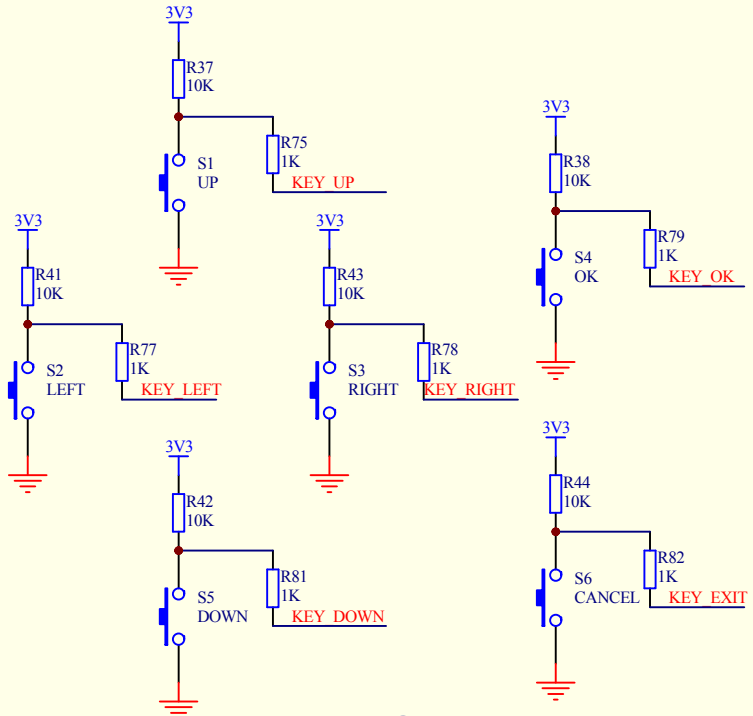 3V3
R37
10K
R75
1K
S1
UP
KEY_UP
3V3
R38
10K
R79
1K
S4
OK
KEY_OK
3V3
R41
10K
R77
1K
S2
LEFT
KEY_LEFT
3V3
R43
10K
R78
1K
S3
RIGHT
KEY_RIGHT
3V3
R42
10K
R81
1K
S5
DOWN
KEY_DOWN
3V3
R44
10K
R82
1K
S6
CANCEL
KEY_EXIT